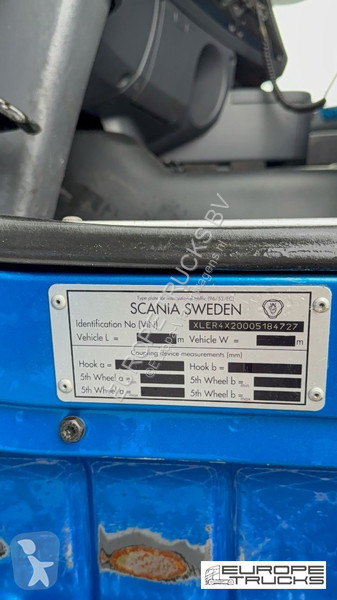 SCANIA SWEDEN
Identification No (VIN) XLER4X20005184727
Vehicle L = m Vehicle W = m
Coupling device measurements (mm)
Hook a = Hook b =
5th Wheel a = 5th Wheel b =
5th Wheel a = 5th Wheel b =
EUROPE
TRUCKS